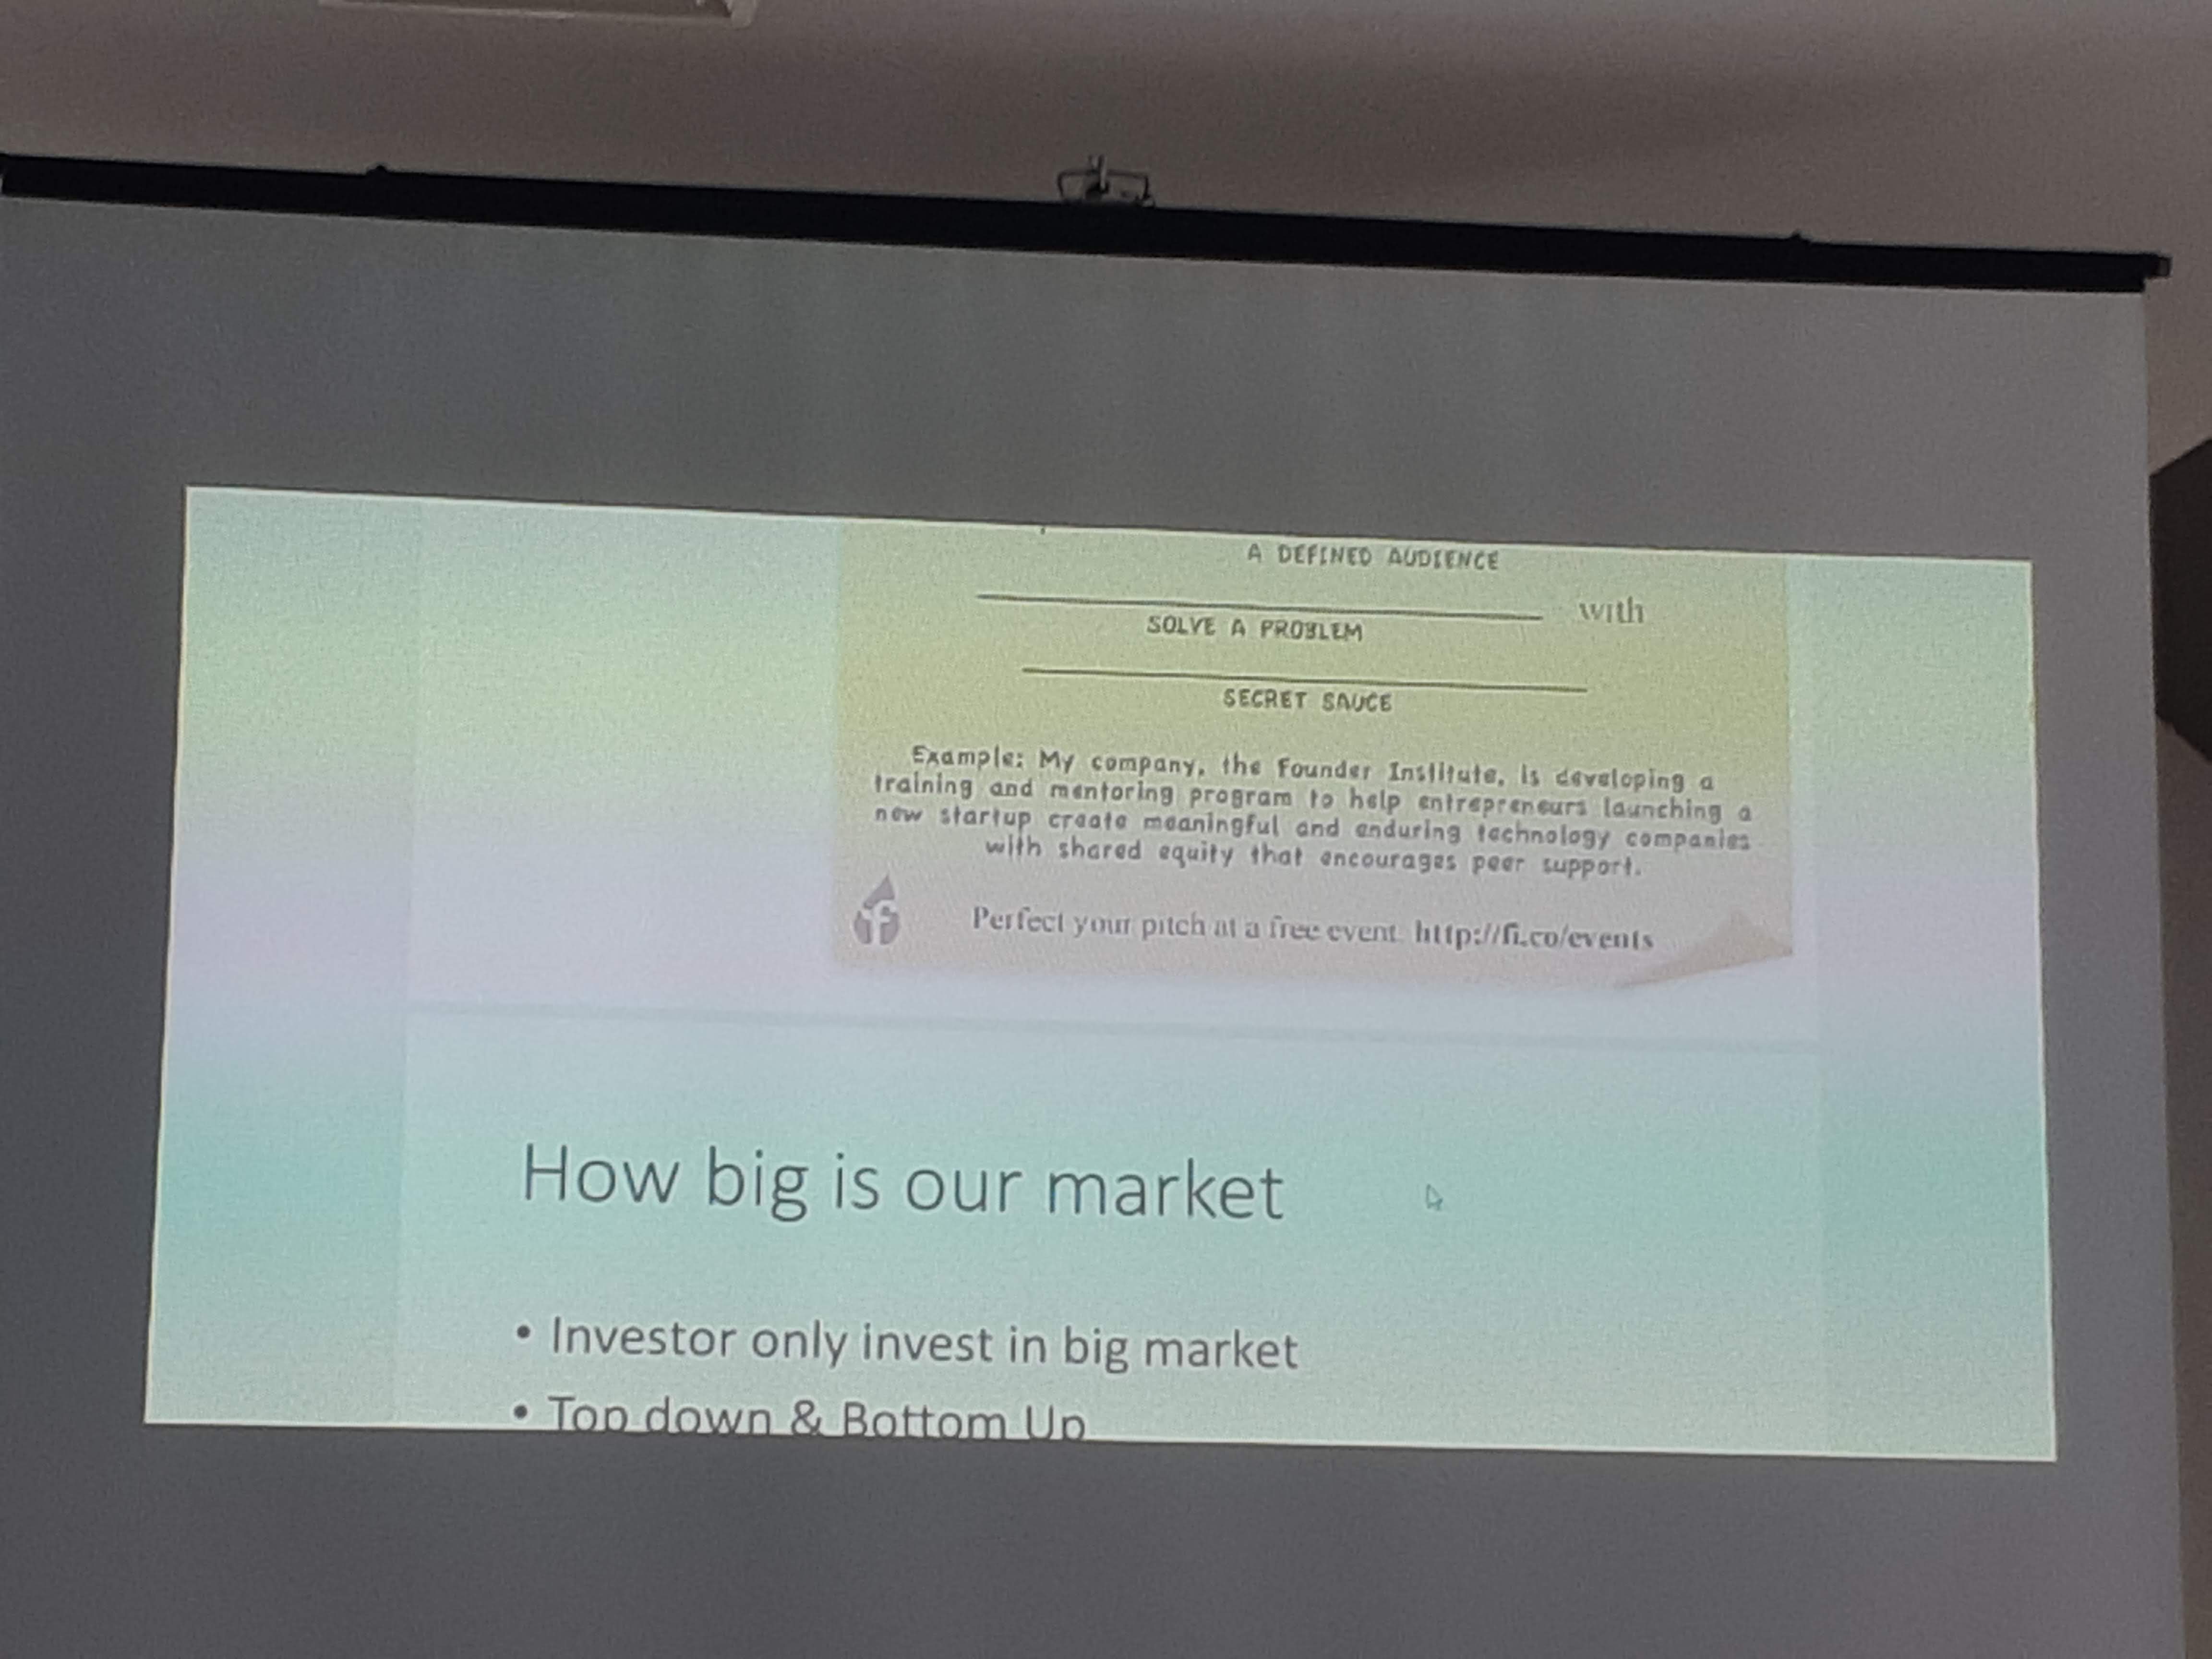 A DEFINED AUDIENCE
with
SOLVE A PROBLEM
SECRET SAUCE
Example: My company, the Founder Institute, is developing a
training and mentoring program to help entrepreneurs launching a
new startup create meaningful and enduring technology companies
with shared equity that encourages peer support.
Perfect your pitch at a free event. http://fi.co/events
How big is our market
• Investor only invest in big market
• Top down & Bottom Up